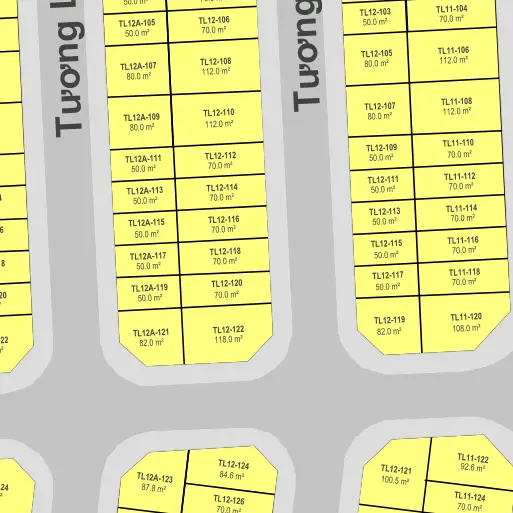 Tương L
Tương
50.0 m²
TL12A-105
50.0 m²
TL12A-107
80.0 m²
TL12A-109
80.0 m²
TL12A-111
50.0 m²
TL12A-113
50.0 m²
TL12A-115
50.0 m²
TL12A-117
50.0 m²
TL12A-119
50.0 m²
TL12A-121
82.0 m²
TL12-106
70.0 m²
TL12-108
112.0 m²
TL12-110
112.0 m²
TL12-112
70.0 m²
TL12-114
70.0 m²
TL12-116
70.0 m²
TL12-118
70.0 m²
TL12-120
70.0 m²
TL12-122
118.0 m²
TL12-103
50.0 m²
TL12-105
80.0 m²
TL12-107
80.0 m²
TL12-109
50.0 m²
TL12-111
50.0 m²
TL12-113
50.0 m²
TL12-115
50.0 m²
TL12-117
50.0 m²
TL12-119
82.0 m²
TL11-104
70.0 m²
TL11-106
112.0 m²
TL11-108
112.0 m²
TL11-110
70.0 m²
TL11-112
70.0 m²
TL11-114
70.0 m²
TL11-116
70.0 m²
TL11-118
70.0 m²
TL11-120
108.0 m²
TL12A-123
87.8 m²
TL12-124
84.6 m²
TL12-126
70.0 m²
TL12-121
100.5 m²
TL11-122
92.6 m²
TL11-124
70.0 m²
6
8
20
22
24